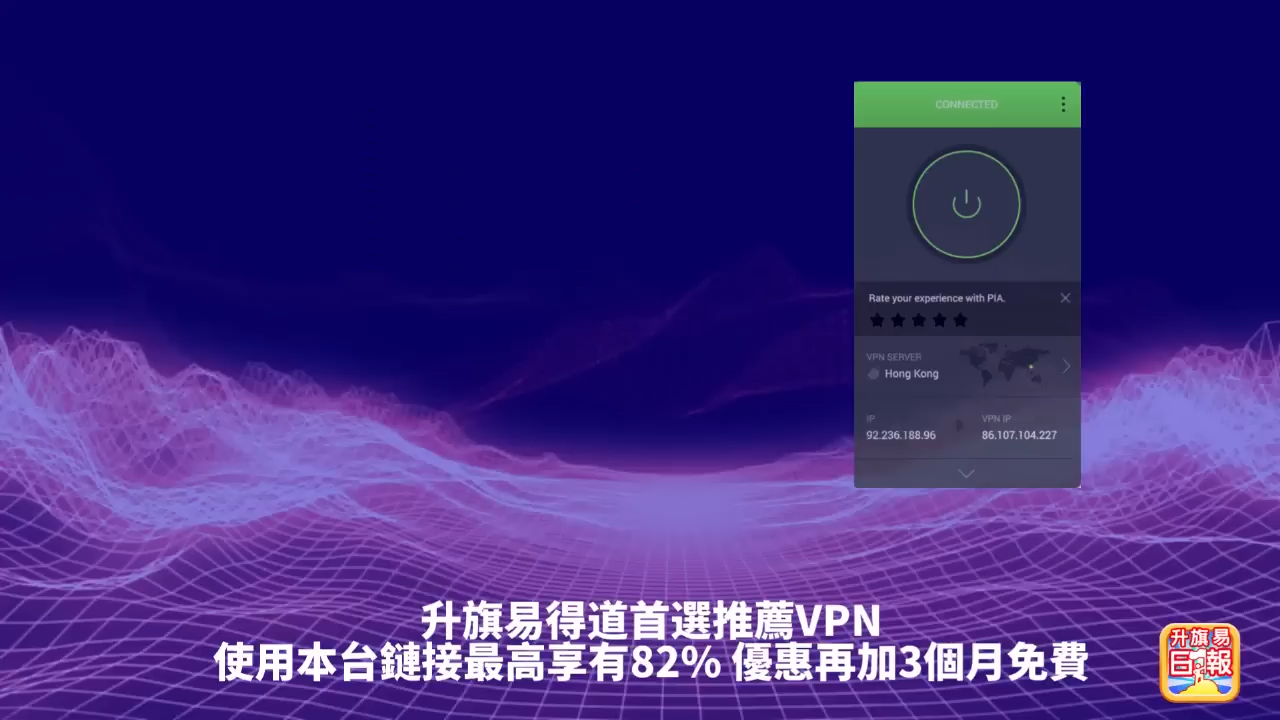 CONNECTED
Rate your experience with PIA.
VPN SERVER
Hong Kong
IP
VPN IP
92.236.188.96
86.107.104.227
升旗易得道首選推薦VPN
使用本台鏈接最高享有82% 優惠再加3個月免費
升旗易
日報